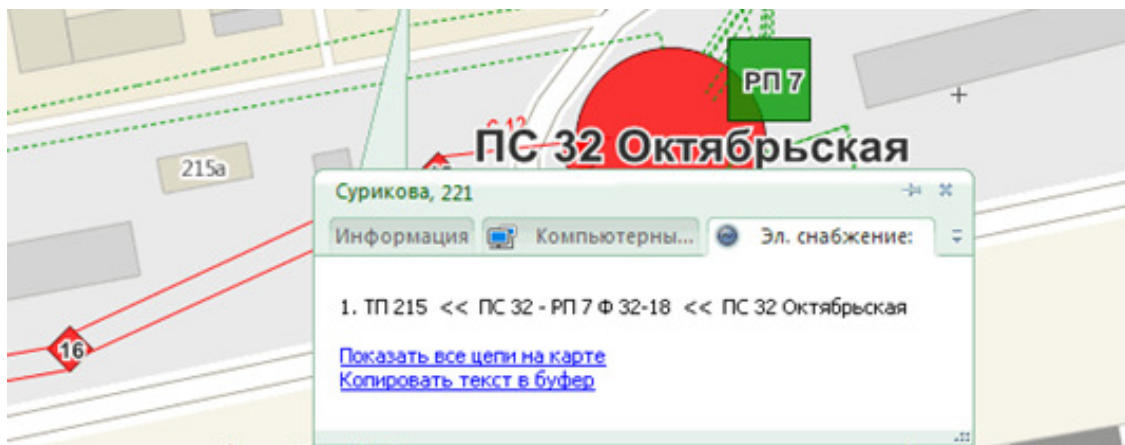 РП 7
ПС 32 Октябрьская
215а
Сурикова, 221
Информация
Компьютерны...
Эл. снабжение:
1. ТП 215 << ПС 32 - РП 7 Ф 32-18 << ПС 32 Октябрьская
Показать все цепи на карте
Копировать текст в буфер
16